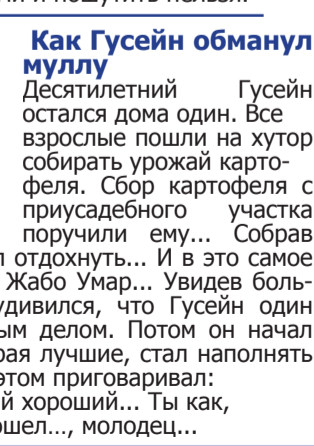 и и пошутить нельзя.
Как Гусейн обманул
муллу
Десятилетний Гусейн
остался дома один. Все
взрослые пошли на хутор
собирать урожай карто-
феля. Сбор картофеля с
приусадебного участка
поручили ему... Собрав
л отдохнуть... И в это самое
Жабо Умар... Увидев боль-
удивился, что Гусейн один
ым делом. Потом он начал
рая лучшие, стал наполнять
этом приговаривал:
й хороший... Ты как,
ошел..., молодец...